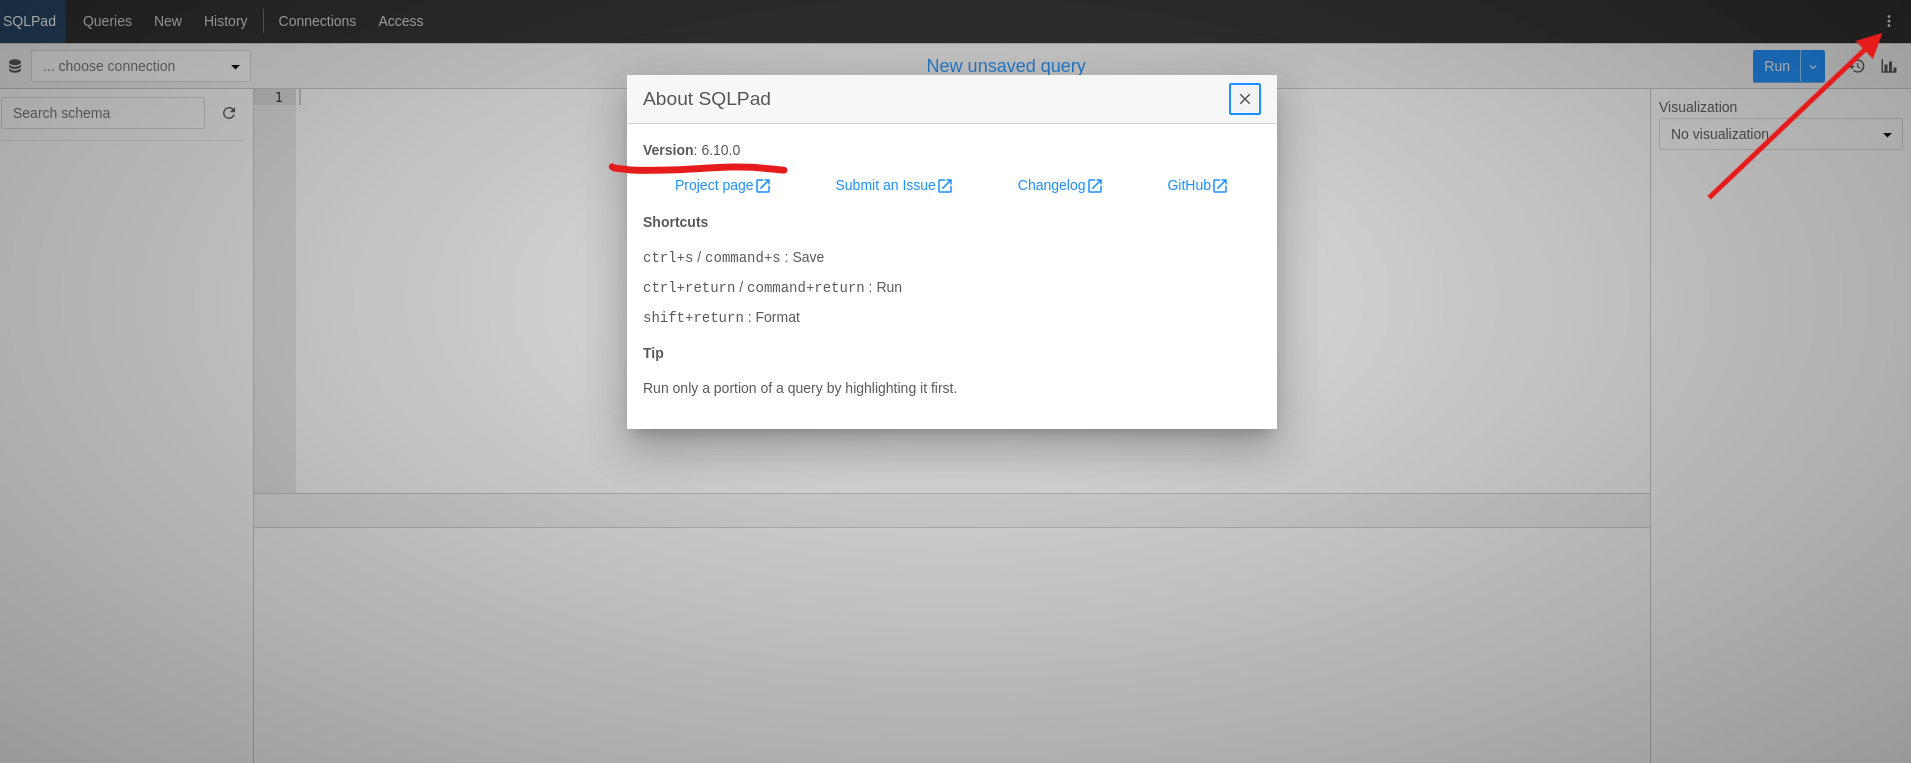 SQLPad Queries New History Connections Access
... choose connection
New unsaved query
Run
Search schema
1
Visualization
No visualization
About SQLPad
Version: 6.10.0
Project page Submit an Issue Changelog GitHub
Shortcuts
ctrl+s / command+s : Save
ctrl+return / command+return : Run
shift+return : Format
Tip
Run only a portion of a query by highlighting it first.